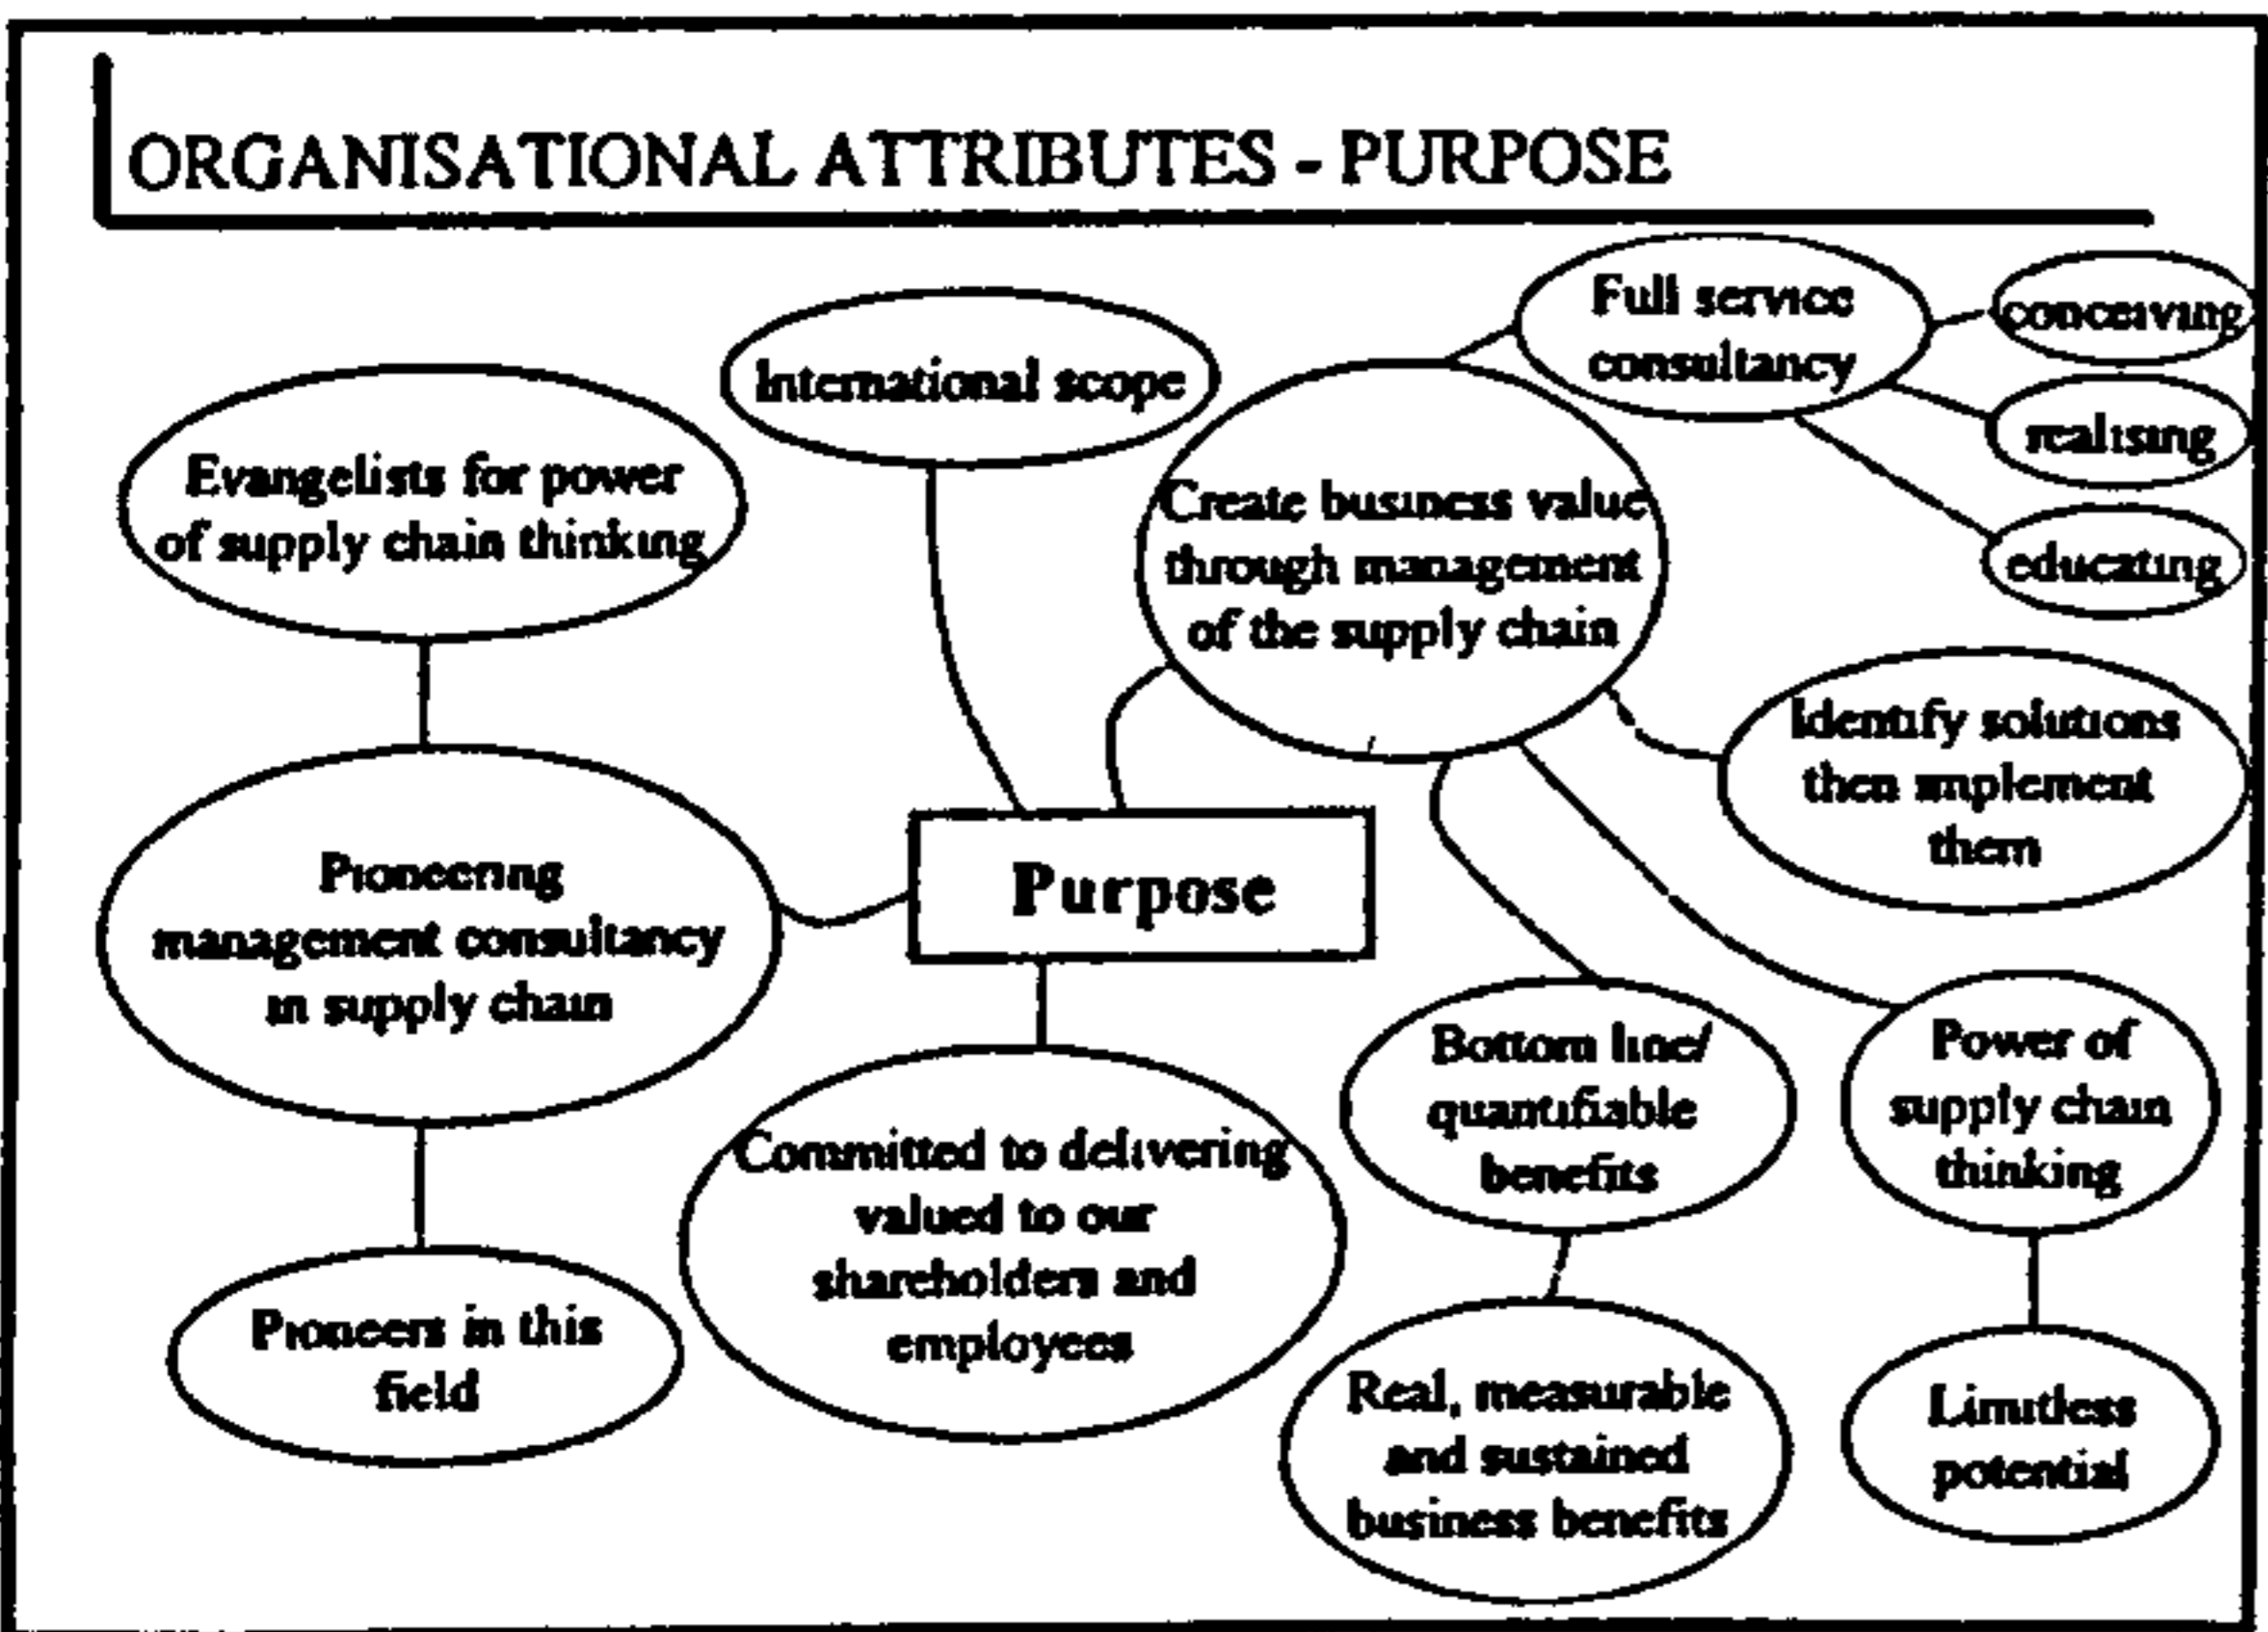 ORGANISATIONAL ATTRIBUTES - PURPOSE
Full service
consultancy
conceiving
realising
educating
International scope
Evangelists for power
of supply chain thinking
Create business value
through management
of the supply chain
Identify solutions
then implement
them
Purpose
Pioneering
management consultancy
in supply chain
Committed to delivering
valued to our
shareholders and
employees
Bottom line/
quantifiable
benefits
Power of
supply chain
thinking
Pioneers in this
field
Real, measurable
and sustained
business benefits
Limitless
potential